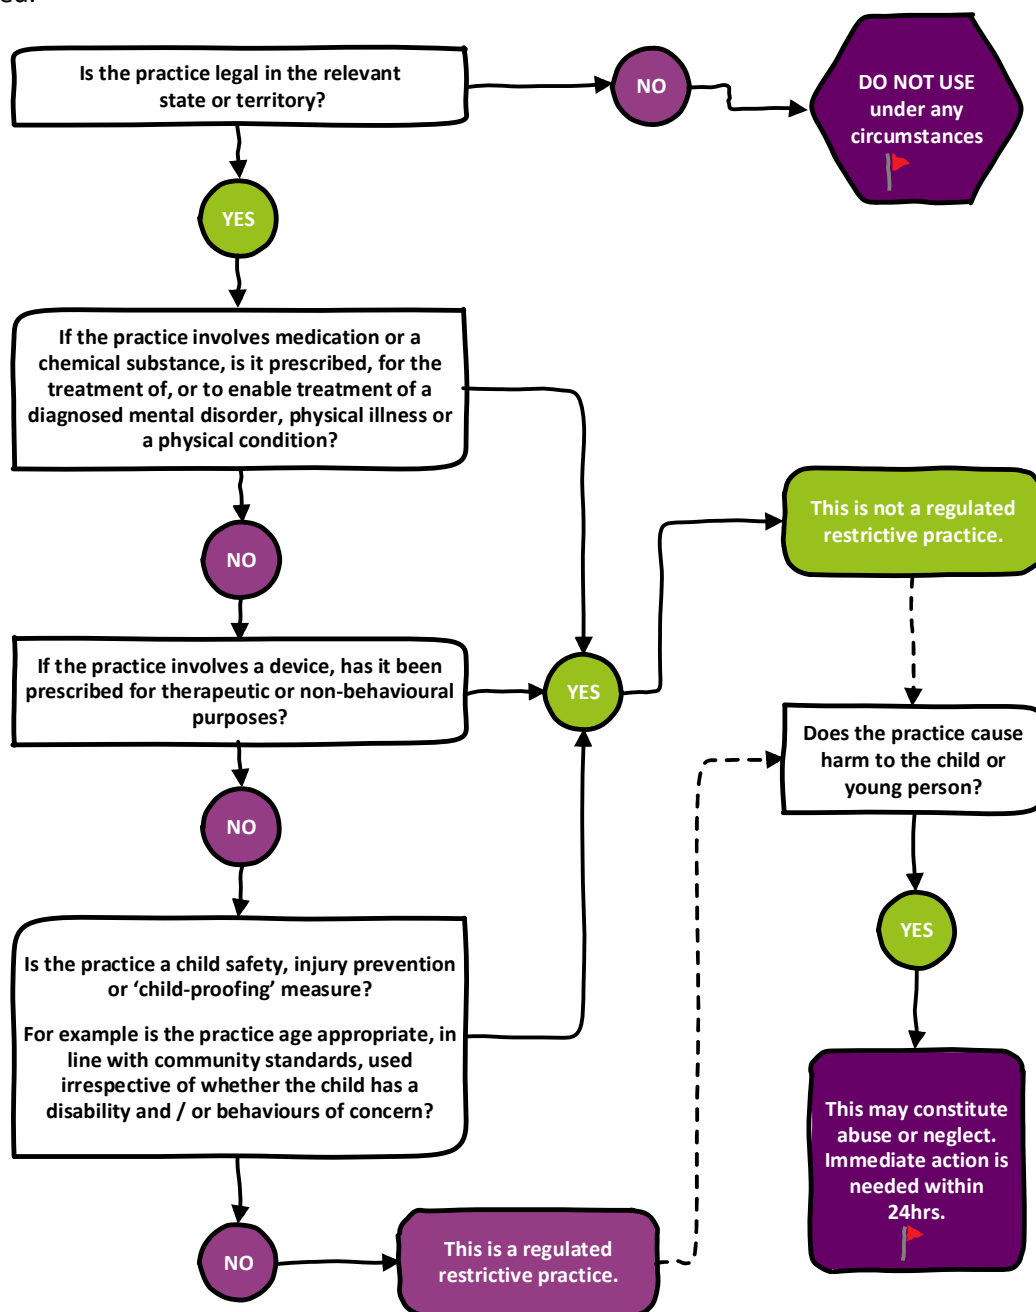 Is the practice legal in the relevant
state or territory?
NO
DO NOT USE
under any
circumstances
YES
If the practice involves medication or a
chemical substance, is it prescribed, for the
treatment of, or to enable treatment of a
diagnosed mental disorder, physical illness or
a physical condition?
This is not a regulated
restrictive practice.
NO
If the practice involves a device, has it been
prescribed for therapeutic or non-behavioural
purposes?
YES
Does the practice cause
harm to the child or
young person?
NO
YES
Is the practice a child safety, injury prevention
or ‘child-proofing’ measure?
For example is the practice age appropriate, in
line with community standards, used
irrespective of whether the child has a
disability and / or behaviours of concern?
This may constitute
abuse or neglect.
Immediate action is
needed within
24hrs.
NO
This is a regulated
restrictive practice.